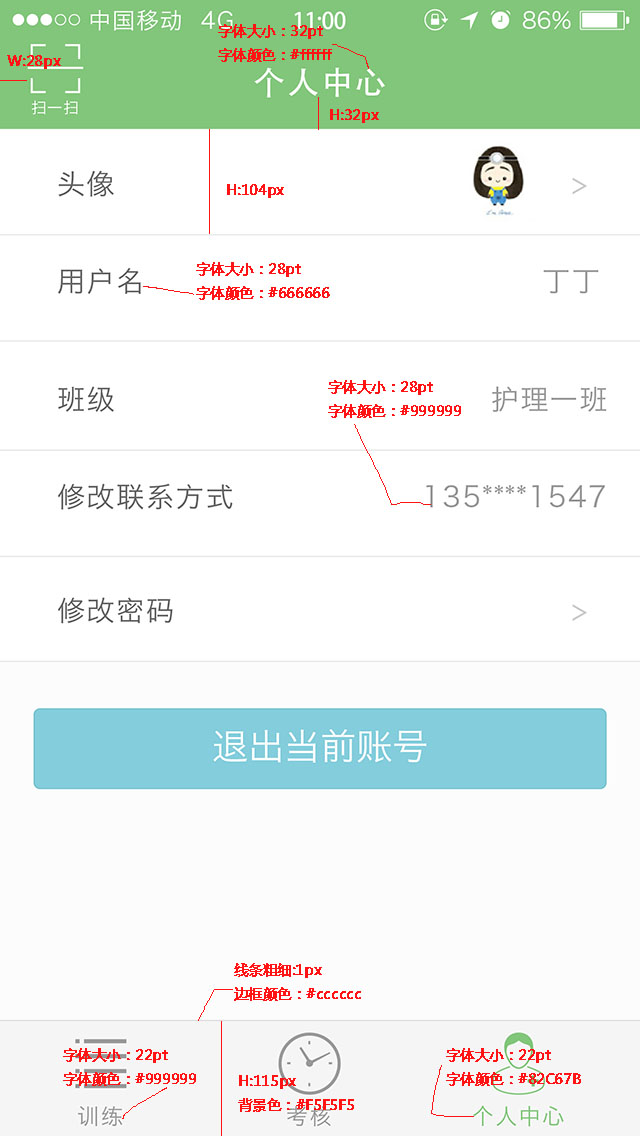 中国移动 4G 11:00 86%
字体大小：32pt
字体颜色：#ffffff
W:28px
个人中心
扫一扫
H:32px
头像
H:104px
I'm Anne.
>
字体大小：28pt
字体颜色：#666666
用户名
丁丁
字体大小：28pt
字体颜色：#999999
班级
护理一班
修改联系方式
135****1547
修改密码
>
退出当前账号
线条粗细:1px
边框颜色：#cccccc
字体大小：22pt
字体颜色：#999999
H:115px
背景色：#F5F5F5
字体大小：22pt
字体颜色：#82C67B
训练
考核
个人中心